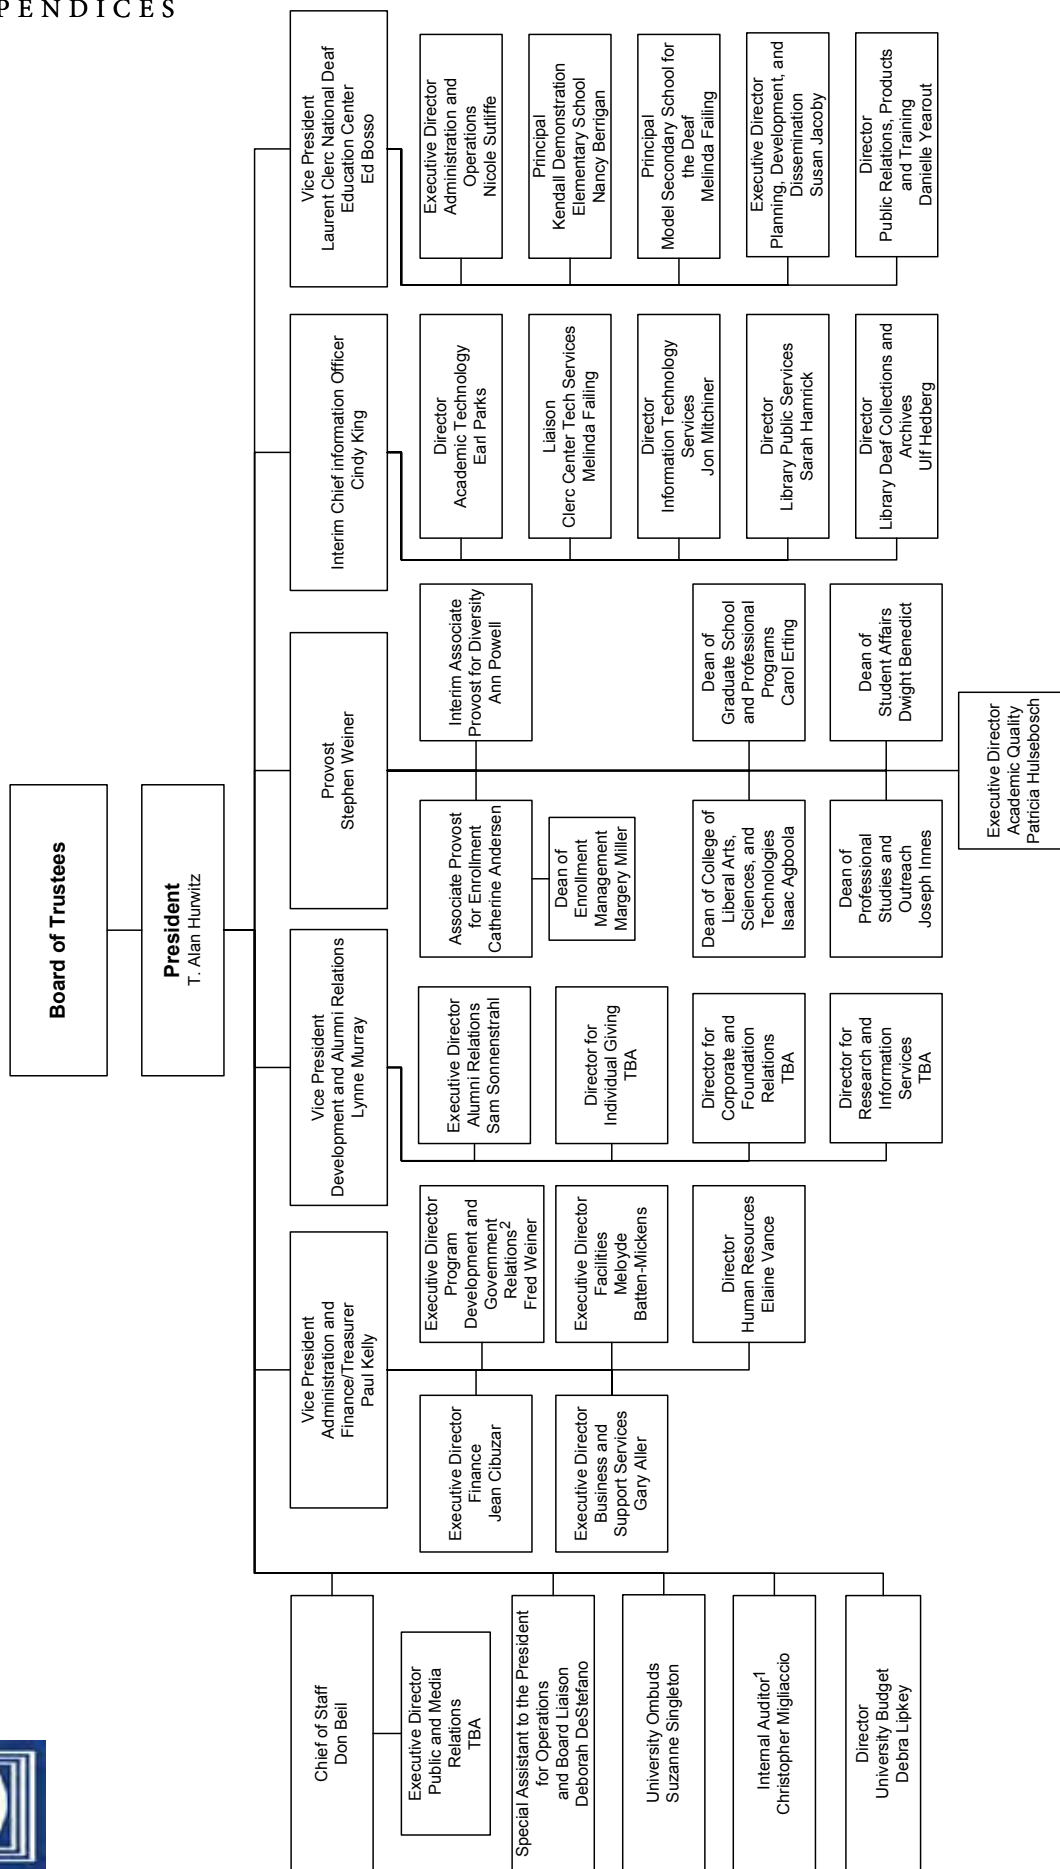 PENDICES
Board of Trustees
President
T. Alan Hurwitz
Chief of Staff
Don Beil
Executive Director
Public and Media
Relations
TBA
Special Assistant to the President
for Operations
and Board Liaison
Deborah DeStefano
University Ombuds
Suzanne Singleton
Internal Auditor1
Christopher Migliaccio
Director
University Budget
Debra Lipkey
Vice President
Administration and
Finance/Treasurer
Paul Kelly
Executive Director
Finance
Jean Cibuzar
Executive Director
Program
Development and
Government
Relations2
Fred Weiner
Executive Director
Business and
Support Services
Gary Aller
Executive Director
Facilities
Meloyde
Batten-Mickens
Director
Human Resources
Elaine Vance
Vice President
Development and Alumni Relations
Lynne Murray
Executive Director
Alumni Relations
Sam Sonnenstrahl
Director for
Individual Giving
TBA
Director for
Corporate and
Foundation
Relations
TBA
Director for
Research and
Information
Services
TBA
Provost
Stephen Weiner
Associate Provost
for Enrollment
Catherine Andersen
Dean of
Enrollment
Management
Margery Miller
Interim Associate
Provost for Diversity
Ann Powell
Dean of College of
Liberal Arts,
Sciences, and
Technologies
Isaac Agboola
Dean of
Graduate School
and Professional
Programs
Carol Erting
Dean of
Professional
Studies and
Outreach
Joseph Innes
Dean of
Student Affairs
Dwight Benedict
Executive Director
Academic Quality
Patricia Hulsebosch
Interim Chief information Officer
Cindy King
Director
Academic Technology
Earl Parks
Liaison
Clerc Center Tech Services
Melinda Failing
Director
Information Technology
Services
Jon Mitchiner
Director
Library Public Services
Sarah Hamrick
Director
Library Deaf Collections and
Archives
Ulf Hedberg
Vice President
Laurent Clerc National Deaf
Education Center
Ed Bosso
Executive Director
Administration and
Operations
Nicole Sutliffe
Principal
Kendall Demonstration
Elementary School
Nancy Berrigan
Principal
Model Secondary School for
the Deaf
Melinda Failing
Executive Director
Planning, Development, and
Dissemination
Susan Jacoby
Director
Public Relations, Products
and Training
Danielle Yearout